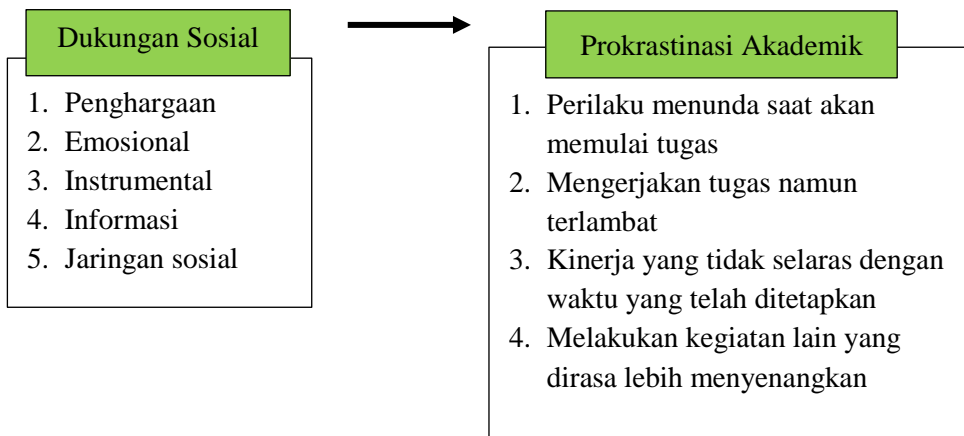 Dukungan Sosial
1. Penghargaan
2. Emosional
3. Instrumental
4. Informasi
5. Jaringan sosial
Prokrastinasi Akademik
1. Perilaku menunda saat akan
memulai tugas
2. Mengerjakan tugas namun
terlambat
3. Kinerja yang tidak selaras dengan
waktu yang telah ditetapkan
4. Melakukan kegiatan lain yang
dirasa lebih menyenangkan